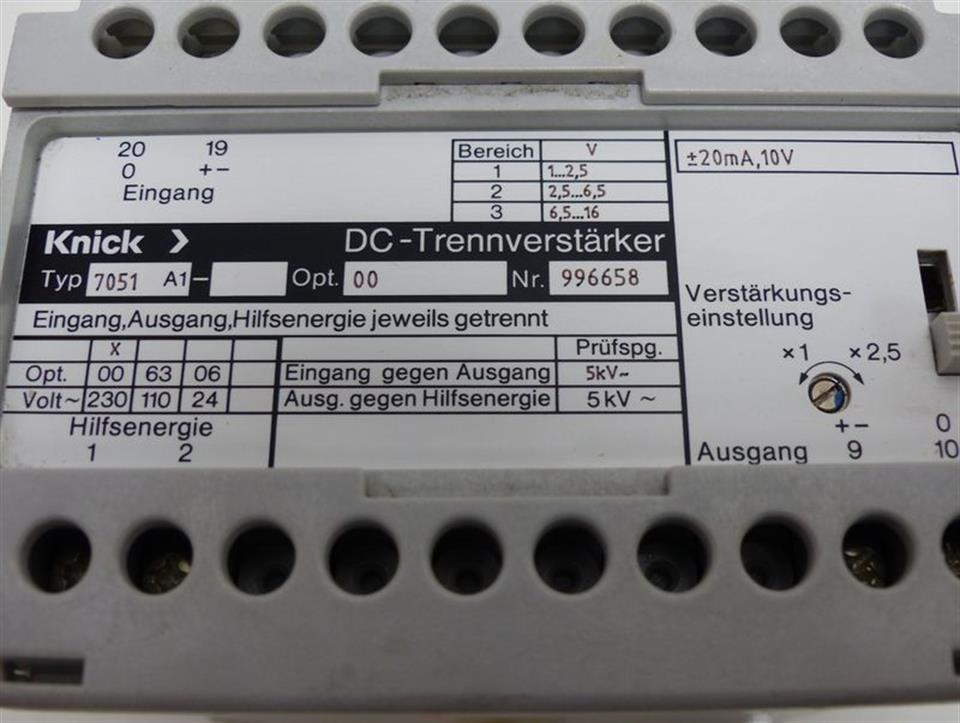 20 19
0 +-
Eingang
Bereich V
1 1...2,5
2 2,5...6,5
3 6,5...16
±20mA,10V
Knick DC-Trennverstärker
Typ 7051 A1- Opt. 00 Nr. 996658
Eingang,Ausgang,Hilfsenergie jeweils getrennt
X
Opt. 00 63 06
Volt~ 230 110 24
Hilfsenergie
1 2
Prüfspg.
Eingang gegen Ausgang 5kV~
Ausg. gegen Hilfsenergie 5kV ~
Verstärkungs-
einstellung
×1 ×2,5
+- 0
Ausgang 9 10